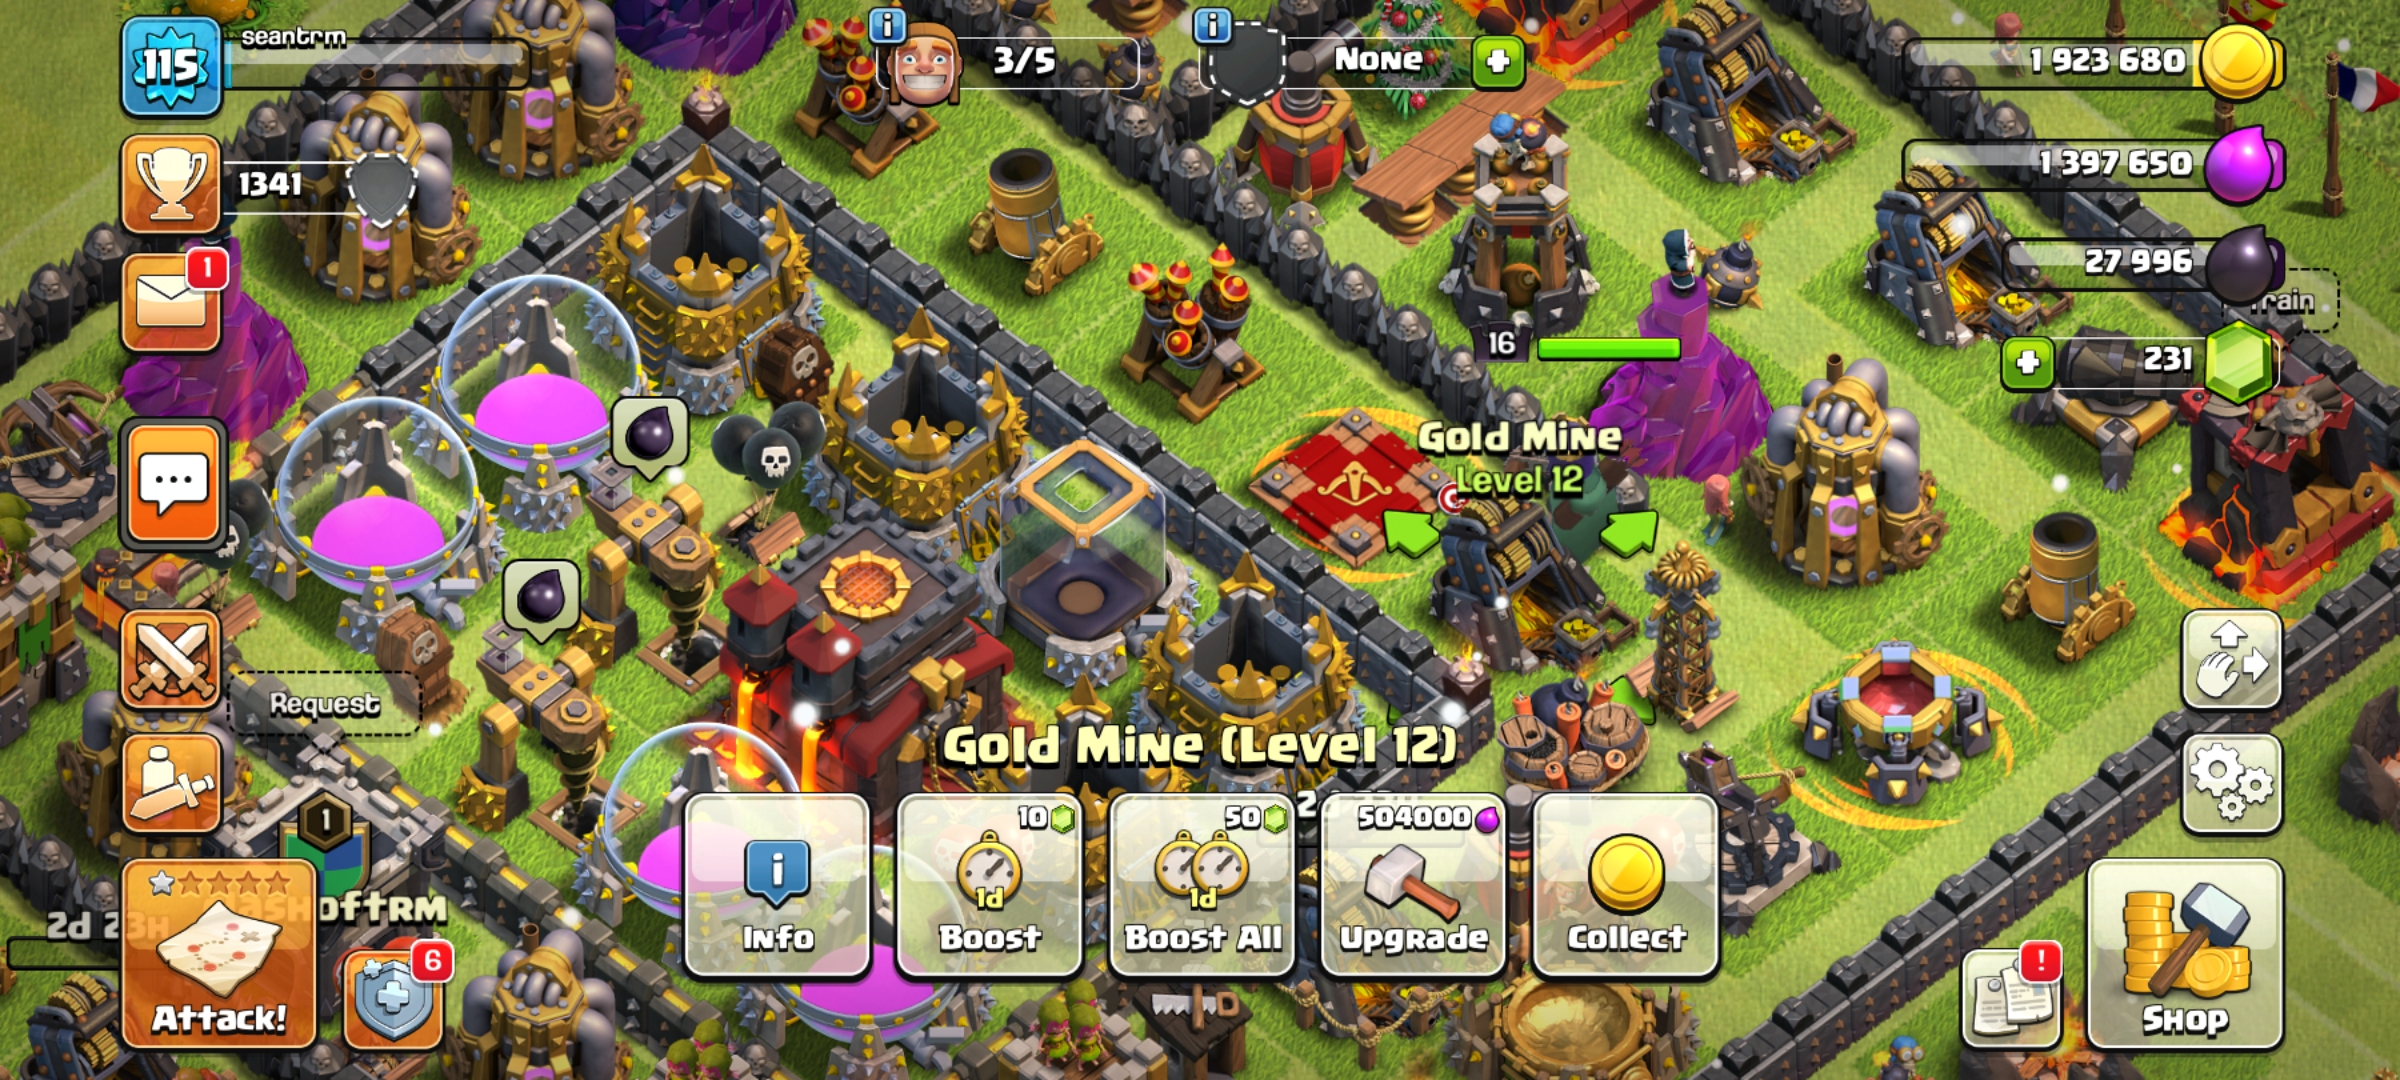 115
seantrm
3/5
None
1 923 680
1341
1 397 650
1
27 996
Train
16
231
Gold Mine
Level 12
Request
Gold Mine (Level 12)
10
50
504000
1d
1d
Info
Boost
Boost All
Upgrade
Collect
1
2d 23H
6
Attack!
!
Shop